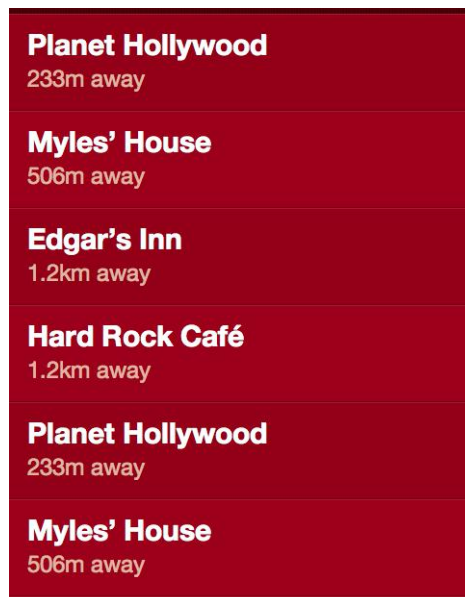 Planet Hollywood
233m away
Myles’ House
506m away
Edgar’s Inn
1.2km away
Hard Rock Café
1.2km away
Planet Hollywood
233m away
Myles’ House
506m away